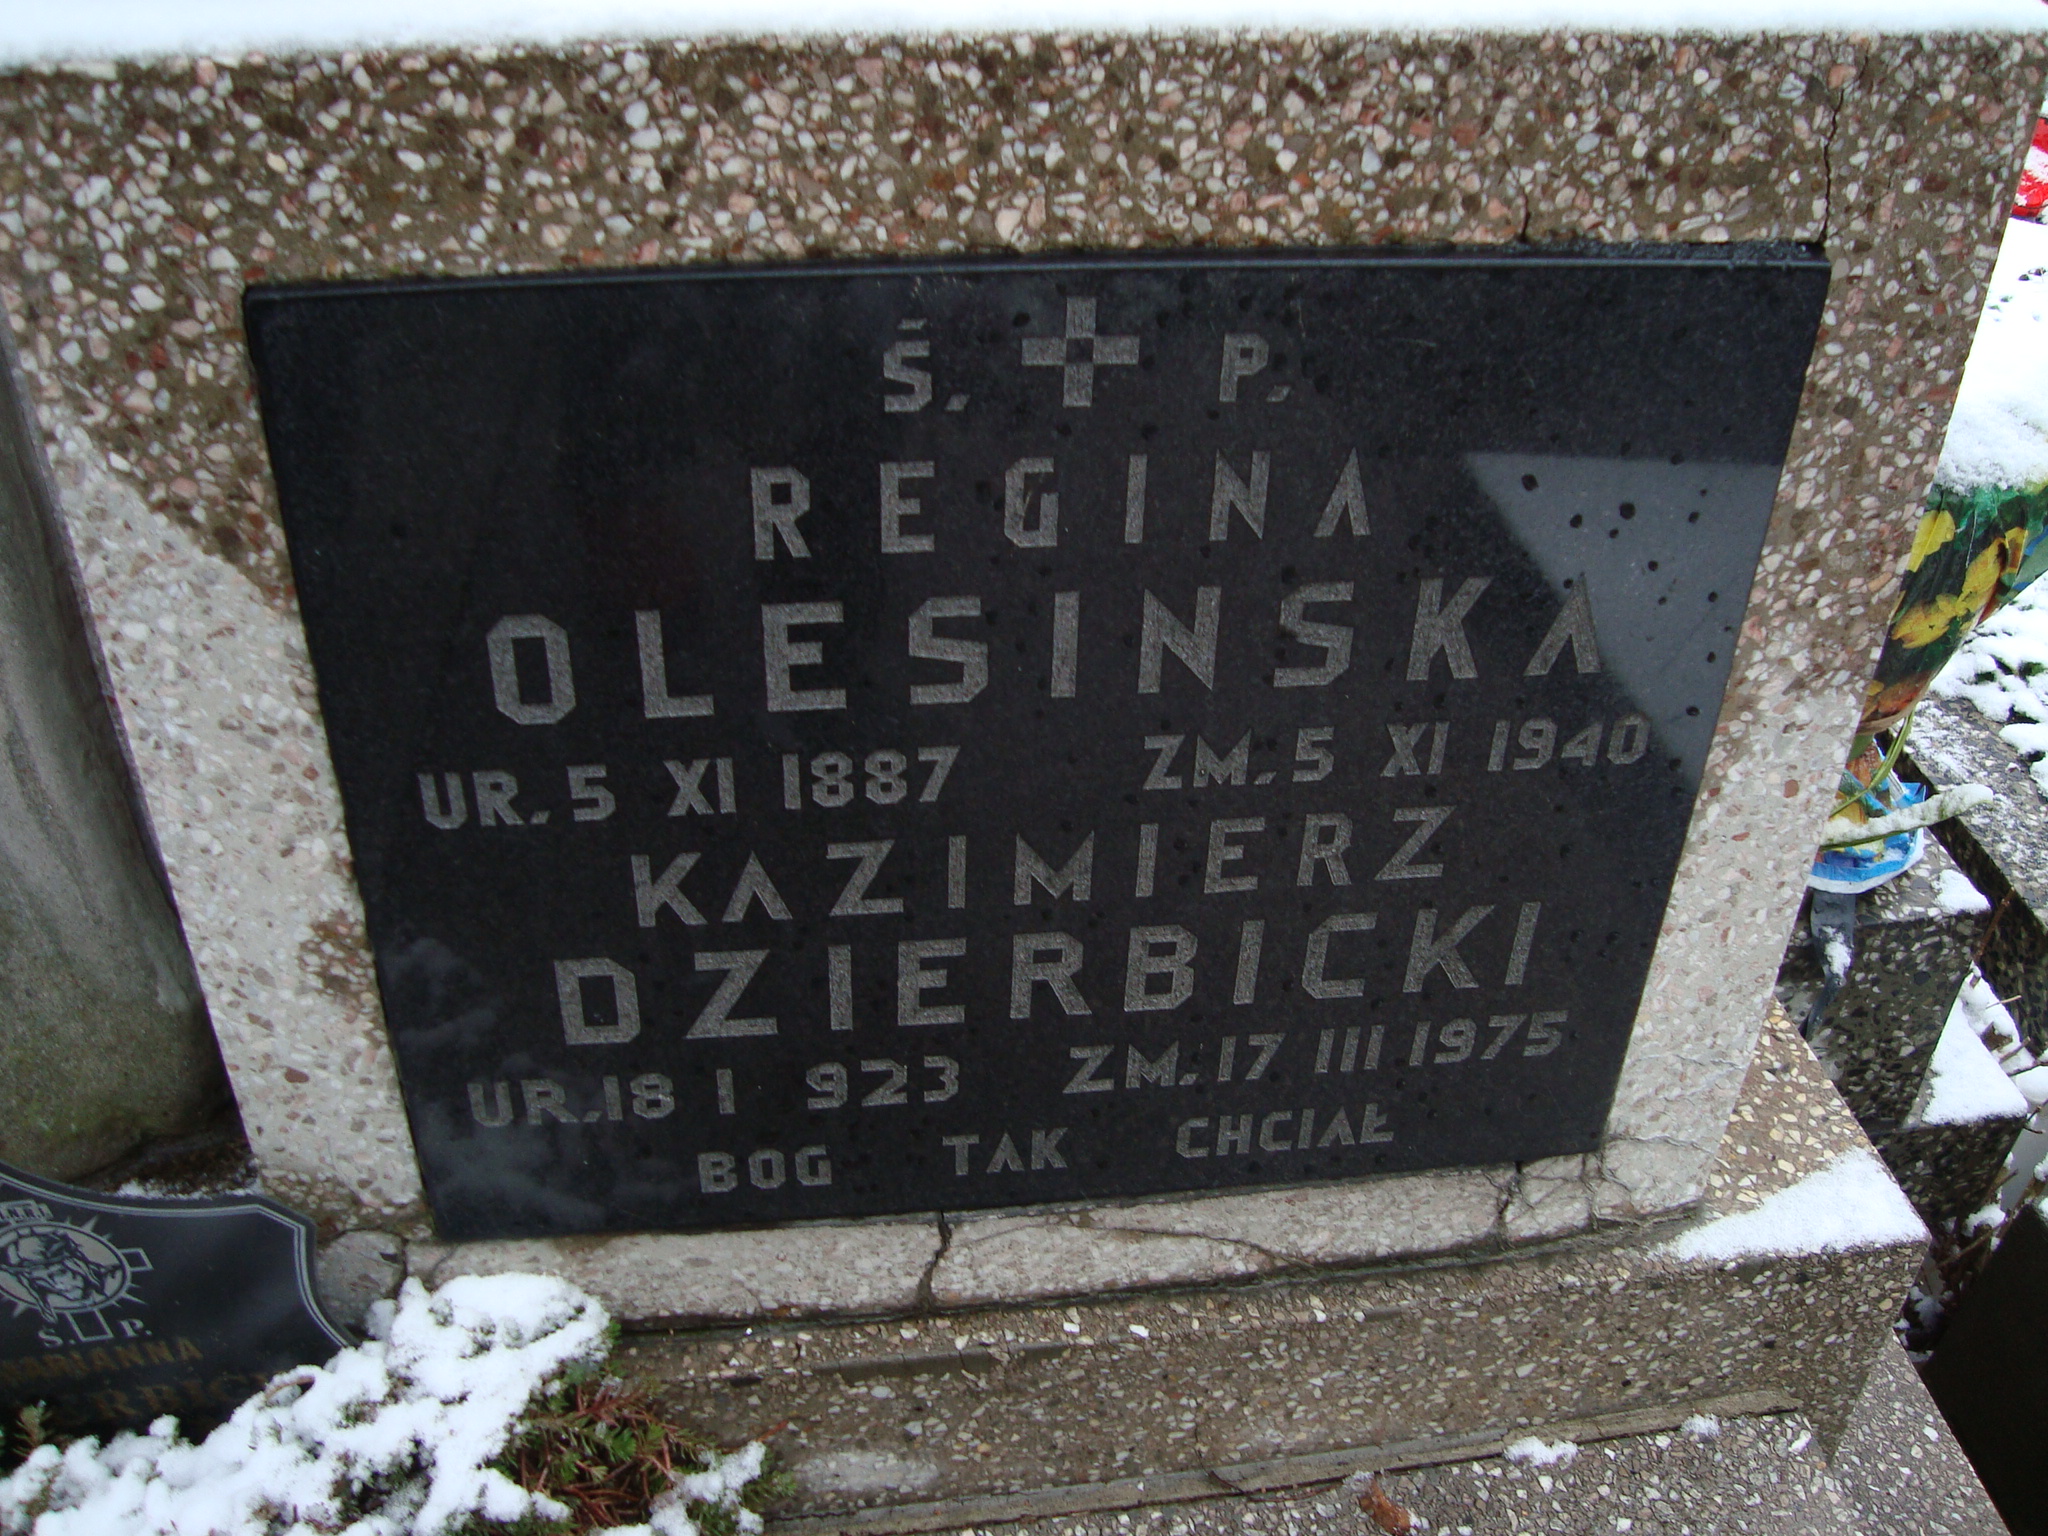 Ś. P.
REGINA
OLESINSKA
UR. 5 XI 1887 ZM. 5 XI 1940
KAZIMIERZ
DZIERBICKI
UR. 18 I 923 ZM. 17 III 1975
BOG TAK CHCIAŁ
Ś. P.
MARIANNA